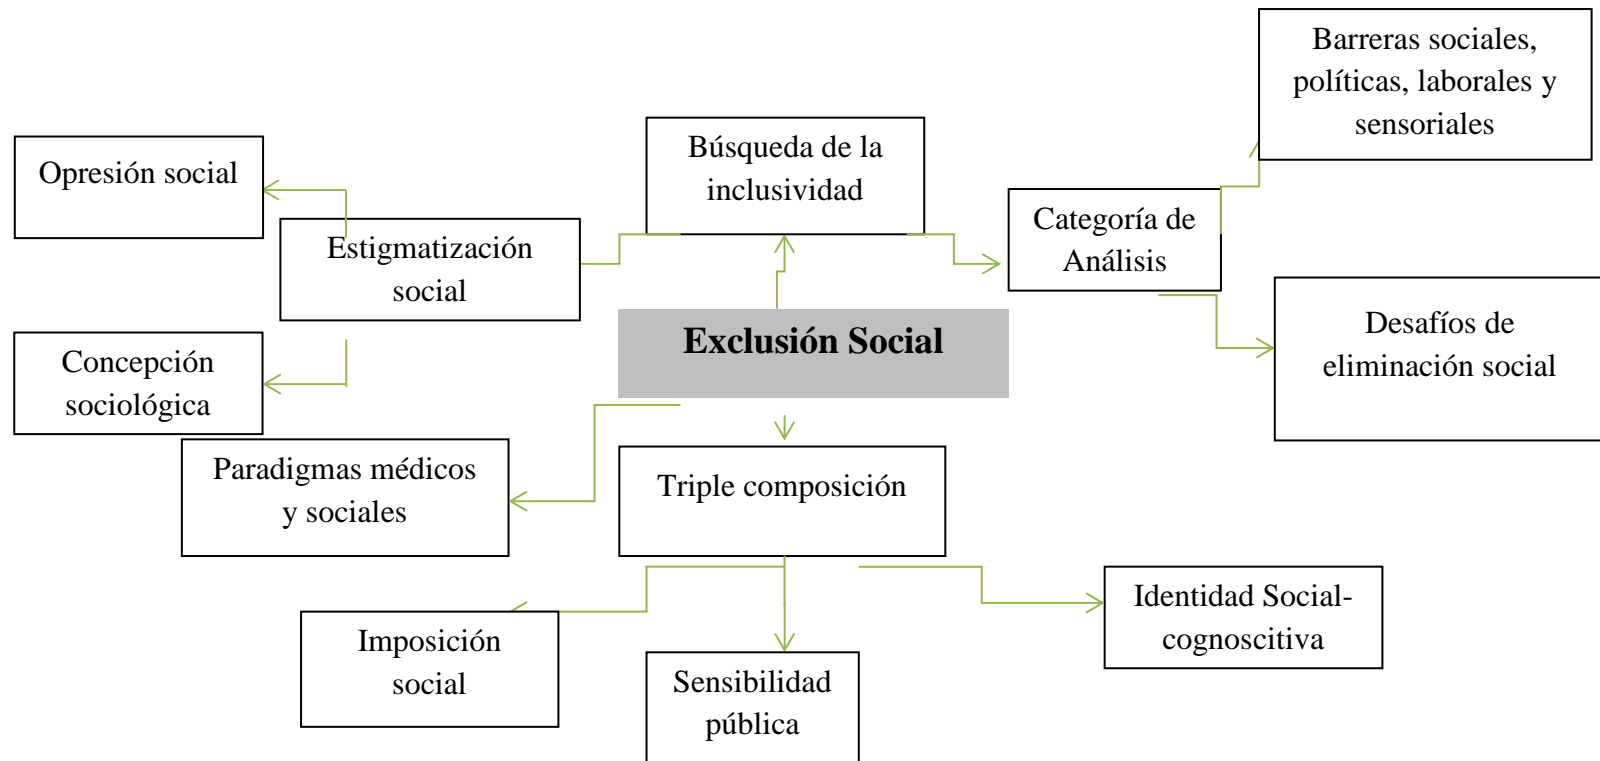 Barreras sociales,
políticas, laborales y
sensoriales
Búsqueda de la
inclusividad
Opresión social
Categoría de
Análisis
Estigmatización
social
Exclusión Social
Desafíos de
eliminación social
Concepción
sociológica
Paradigmas médicos
y sociales
Triple composición
Identidad Social-
cognoscitiva
Imposición
social
Sensibilidad
pública